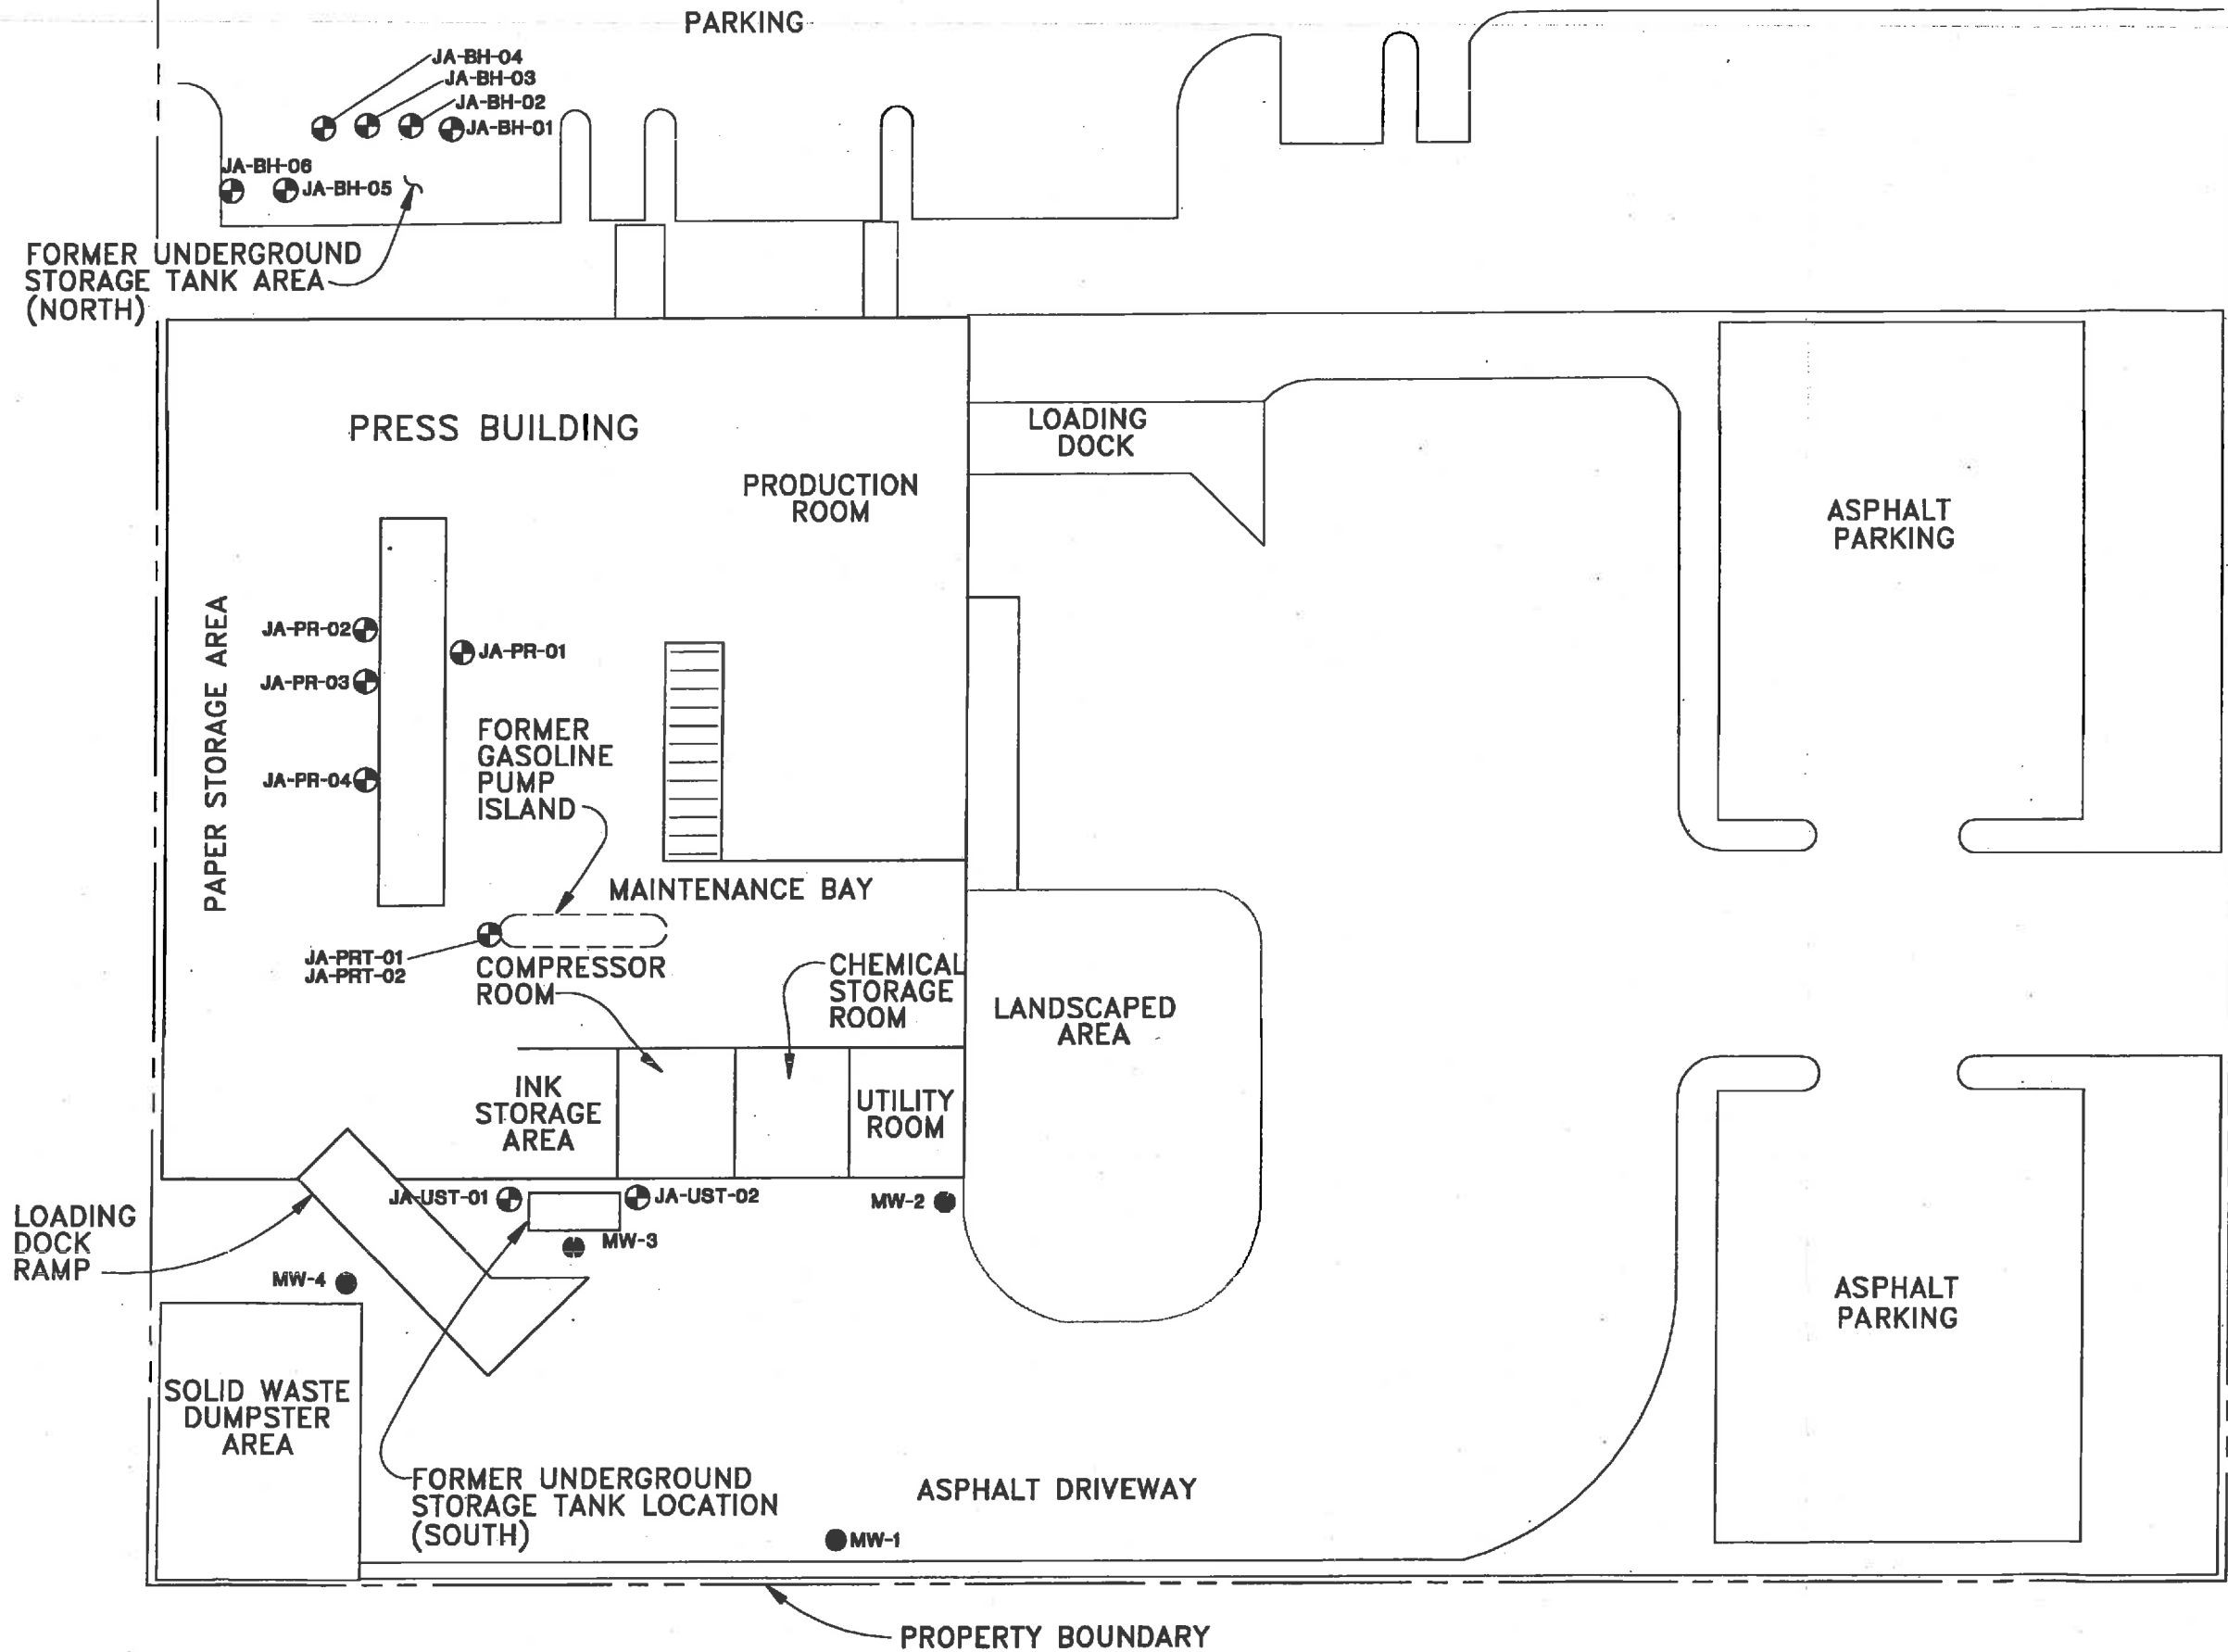 PARKING
JA-BH-04
JA-BH-03
JA-BH-02
JA-BH-01
JA-BH-06
JA-BH-05
FORMER UNDERGROUND
STORAGE TANK AREA
(NORTH)
PRESS BUILDING
LOADING
DOCK
PRODUCTION
ROOM
ASPHALT
PARKING
PAPER STORAGE AREA
JA-PR-02
JA-PR-01
JA-PR-03
FORMER
GASOLINE
PUMP
ISLAND
JA-PR-04
MAINTENANCE BAY
JA-PRT-01
JA-PRT-02
COMPRESSOR
ROOM
CHEMICAL
STORAGE
ROOM
LANDSCAPED
AREA
INK
STORAGE
AREA
UTILITY
ROOM
JA-UST-01
JA-UST-02
MW-2
LOADING
DOCK
RAMP
MW-3
MW-4
ASPHALT
PARKING
SOLID WASTE
DUMPSTER
AREA
FORMER UNDERGROUND
STORAGE TANK LOCATION
(SOUTH)
ASPHALT DRIVEWAY
MW-1
PROPERTY BOUNDARY